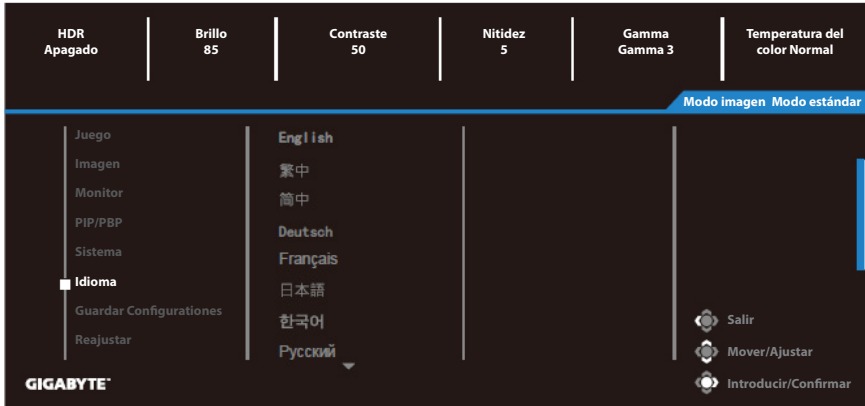 HDR
Apagado
Brillo
85
Contraste
50
Nitidez
5
Gamma
Gamma 3
Temperatura del
color Normal
Modo imagen Modo estándar
Juego
Imagen
Monitor
PIP/PBP
Sistema
Idioma
Guardar Configurationes
Reajustar
English
繁中
简中
Deutsch
Français
日本語
한국어
Русский
Salir
Mover/Ajustar
Introducir/Confirmar
GIGABYTE™